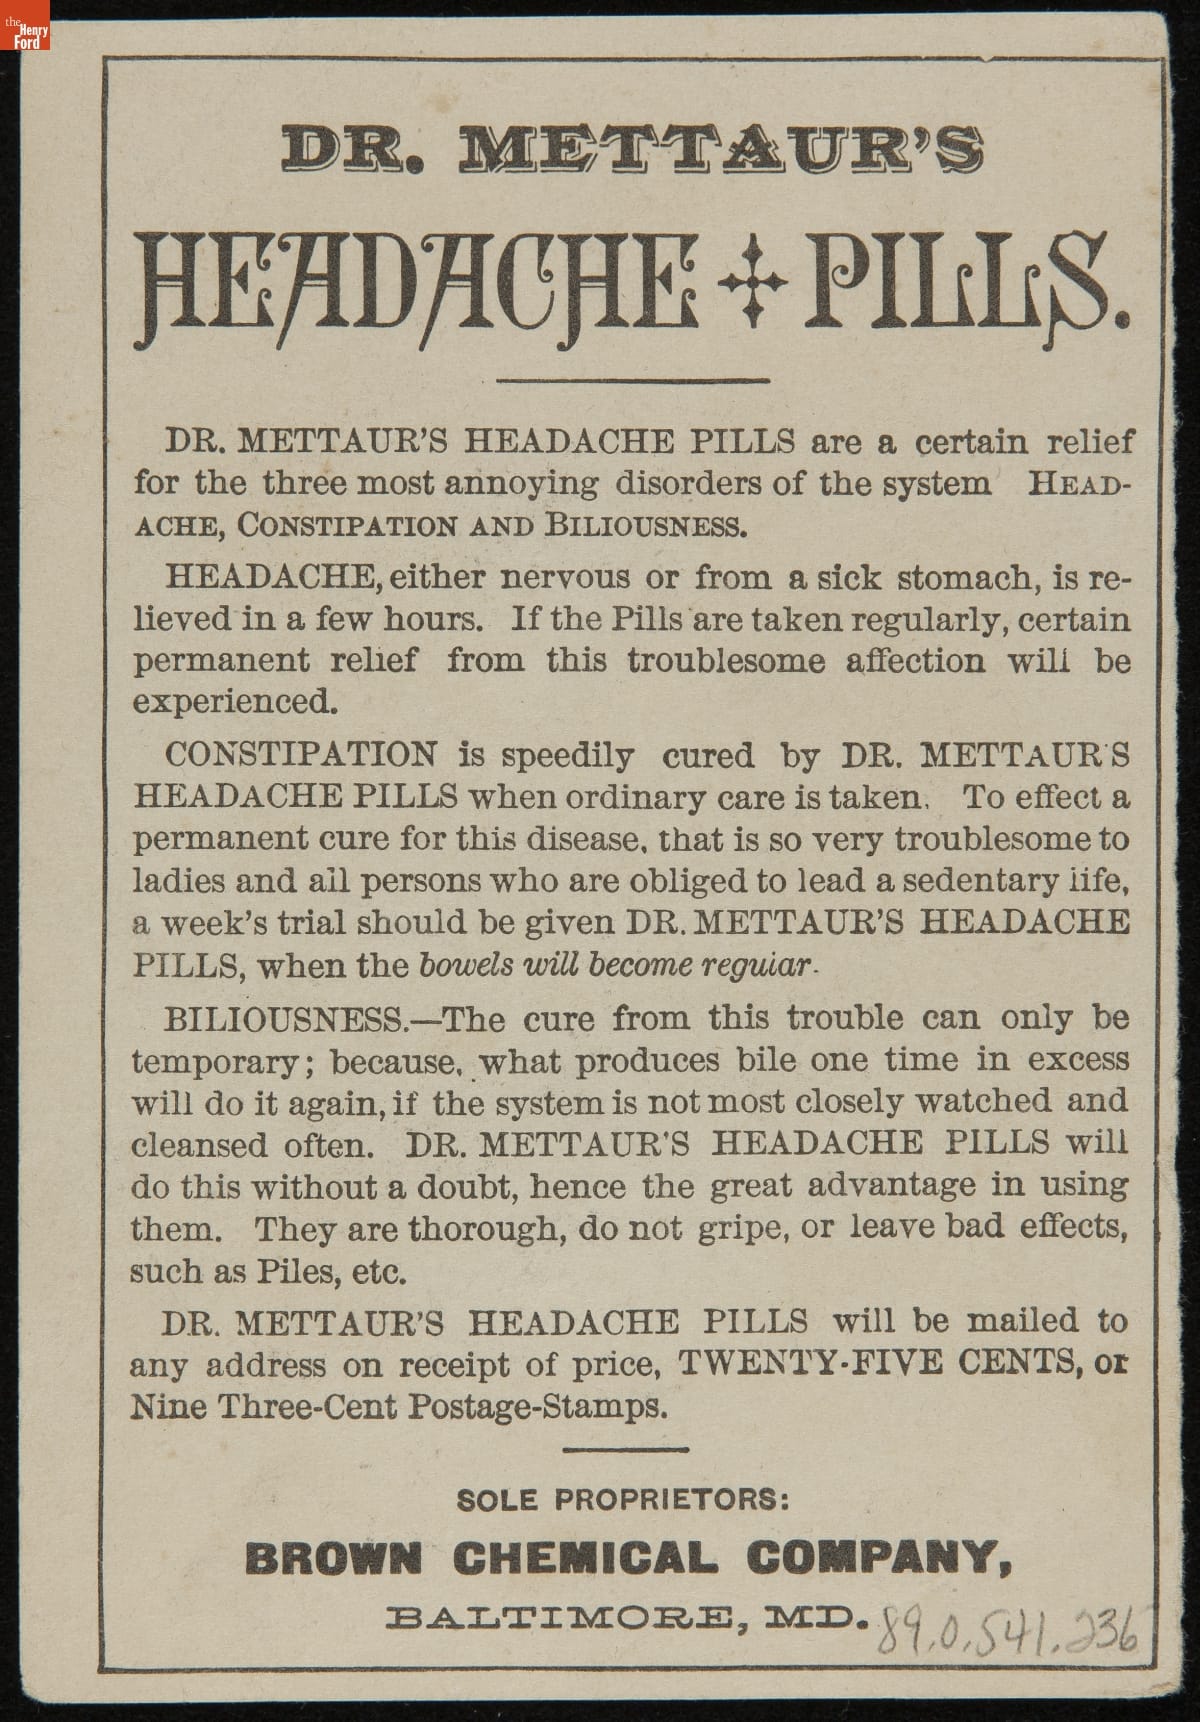 the
Henry
Ford
DR. METTAUR'S
HEADACHE PILLS.
DR. METTAUR'S HEADACHE PILLS are a certain relief
for the three most annoying disorders of the system HEAD-
ACHE, CONSTIPATION AND BILIOUSNESS.
HEADACHE, either nervous or from a sick stomach, is re-
lieved in a few hours. If the Pills are taken regularly, certain
permanent relief from this troublesome affection will be
experienced.
CONSTIPATION is speedily cured by DR. METTAUR'S
HEADACHE PILLS when ordinary care is taken. To effect a
permanent cure for this disease, that is so very troublesome to
ladies and all persons who are obliged to lead a sedentary life,
a week's trial should be given DR. METTAUR'S HEADACHE
PILLS, when the bowels will become regular.
BILIOUSNESS.—The cure from this trouble can only be
temporary; because, what produces bile one time in excess
will do it again, if the system is not most closely watched and
cleansed often. DR. METTAUR'S HEADACHE PILLS will
do this without a doubt, hence the great advantage in using
them. They are thorough, do not gripe, or leave bad effects,
such as Piles, etc.
DR. METTAUR'S HEADACHE PILLS will be mailed to
any address on receipt of price, TWENTY-FIVE CENTS, or
Nine Three-Cent Postage-Stamps.
SOLE PROPRIETORS:
BROWN CHEMICAL COMPANY,
BALTIMORE, MD.
89.0.541.236